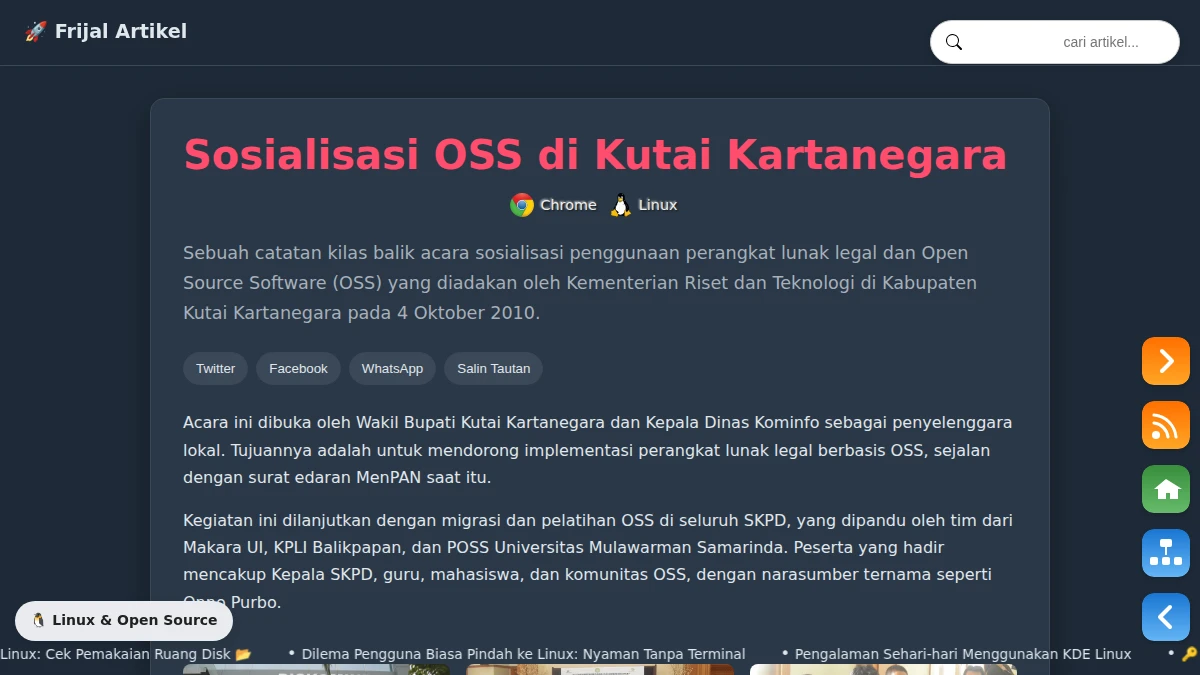 🚀 Frijal Artikel
cari artikel...
Sosialisasi OSS di Kutai Kartanegara
Chrome Linux
Sebuah catatan kilas balik acara sosialisasi penggunaan perangkat lunak legal dan Open
Source Software (OSS) yang diadakan oleh Kementerian Riset dan Teknologi di Kabupaten
Kutai Kartanegara pada 4 Oktober 2010.
Twitter Facebook WhatsApp Salin Tautan
Acara ini dibuka oleh Wakil Bupati Kutai Kartanegara dan Kepala Dinas Kominfo sebagai penyelenggara
lokal. Tujuannya adalah untuk mendorong implementasi perangkat lunak legal berbasis OSS, sejalan
dengan surat edaran MenPAN saat itu.
Kegiatan ini dilanjutkan dengan migrasi dan pelatihan OSS di seluruh SKPD, yang dipandu oleh tim dari
Makara UI, KPLI Balikpapan, dan POSS Universitas Mulawarman Samarinda. Peserta yang hadir
mencakup Kepala SKPD, guru, mahasiswa, dan komunitas OSS, dengan narasumber ternama seperti
Onno Purbo.
🐧 Linux & Open Source
Linux: Cek Pemakaian Ruang Disk 📂 • Dilema Pengguna Biasa Pindah ke Linux: Nyaman Tanpa Terminal • Pengalaman Sehari-hari Menggunakan KDE Linux • 🔑